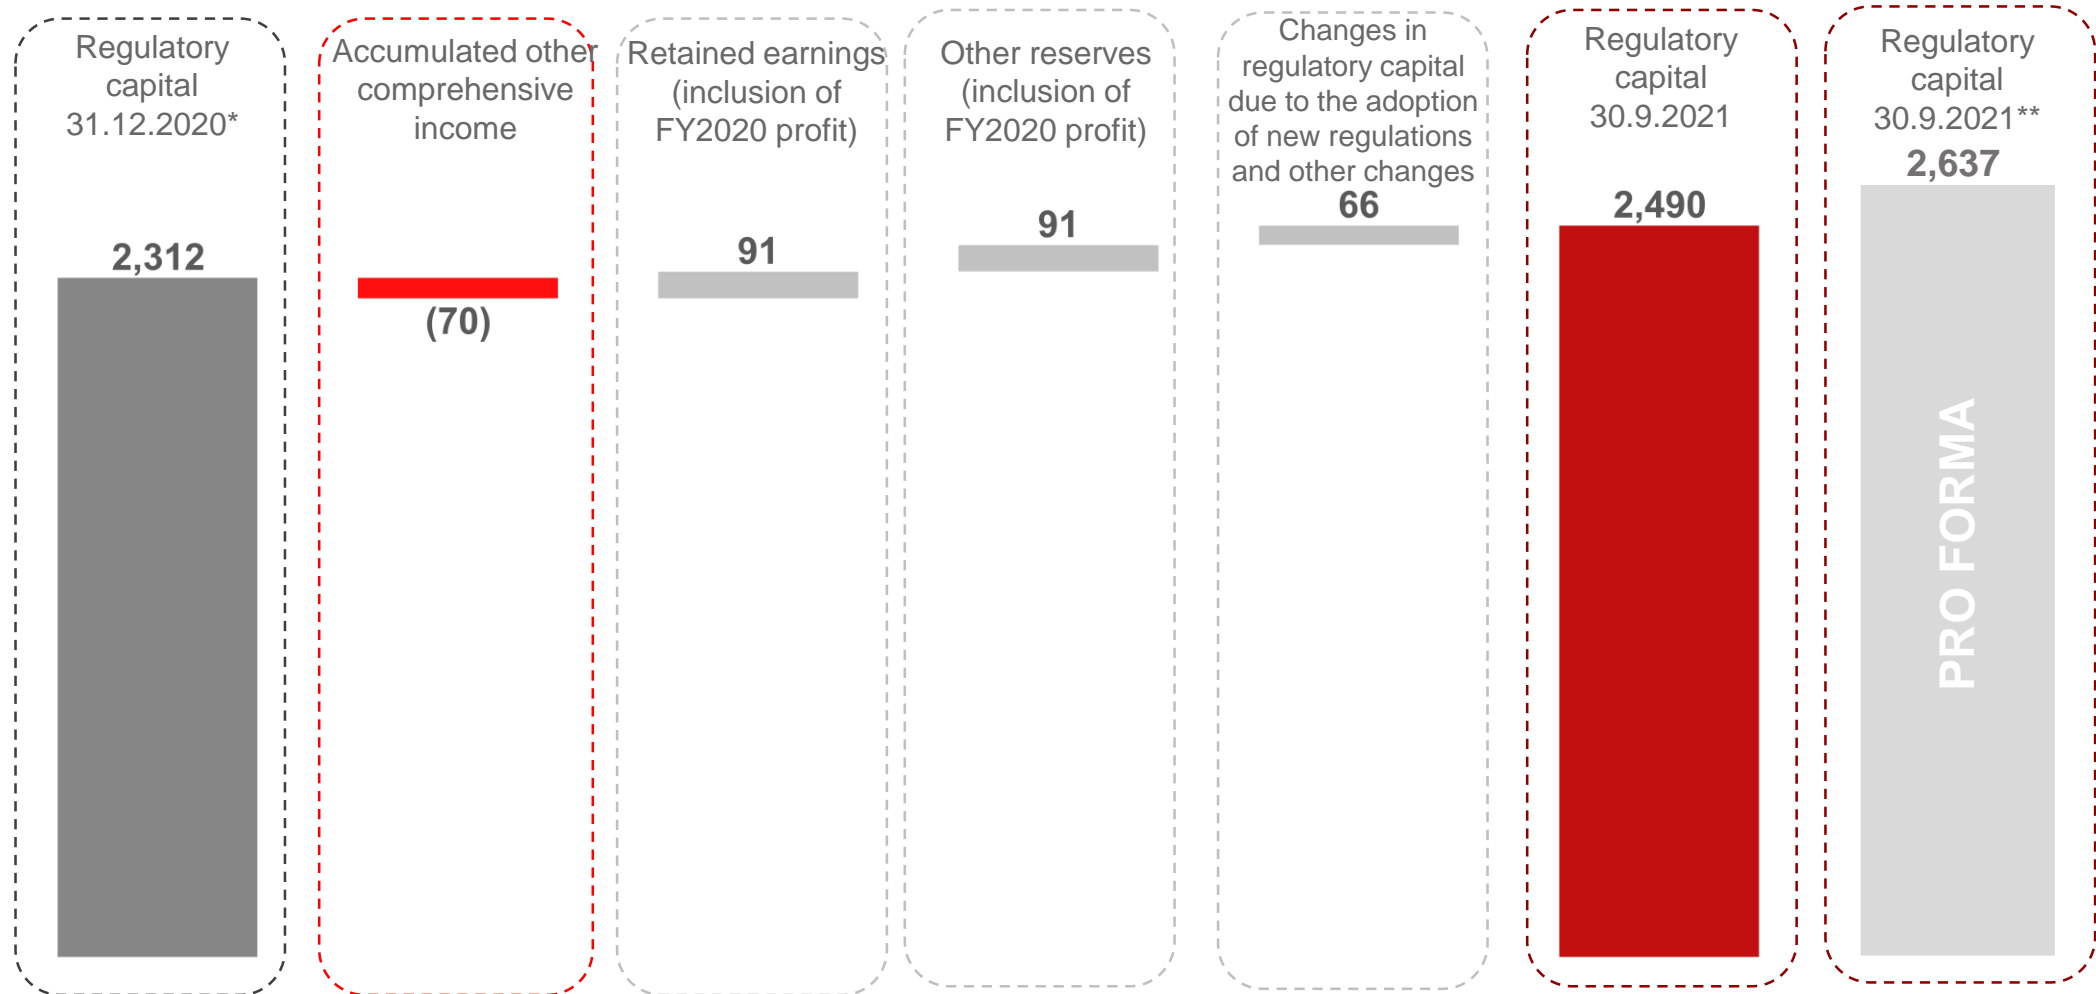 Regulatory
capital
31.12.2020*
2,312
Accumulated other
comprehensive
income
(70)
Retained earnings
(inclusion of
FY2020 profit)
91
Other reserves
(inclusion of
FY2020 profit)
91
Changes in
regulatory capital
due to the adoption
of new regulations
and other changes
66
Regulatory
capital
30.9.2021
2,490
Regulatory
capital
30.9.2021**
2,637
PRO FORMA